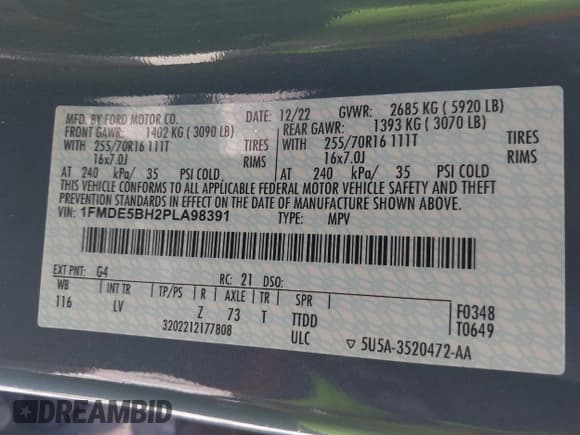 MFD. BY FORD MOTOR CO. DATE: 12/22 GVWR: 2685 KG ( 5920 LB)
FRONT GAWR: 1402 KG ( 3090 LB) REAR GAWR: 1393 KG ( 3070 LB)
WITH 255/70R16 111T TIRES WITH 255/70R16 111T TIRES
16x7.0J RIMS 16x7.0J RIMS
AT 240 kPa/ 35 PSI COLD AT 240 kPa/ 35 PSI COLD
THIS VEHICLE CONFORMS TO ALL APPLICABLE FEDERAL MOTOR VEHICLE SAFETY AND THEFT
PREVENTION STANDARDS IN EFFECT ON THE DATE OF MANUFACTURE SHOWN ABOVE.
VIN: 1FMDE5BH2PLA98391 TYPE: MPV
EXT PNT: G4 RC: 21 DSO:
WB INT TR TP/PS R AXLE TR SPR F0348
116 LV Z 73 T TTDD T0649
3202212177808 ULC ▽ 5U5A-3520472-AA
DREAMBID